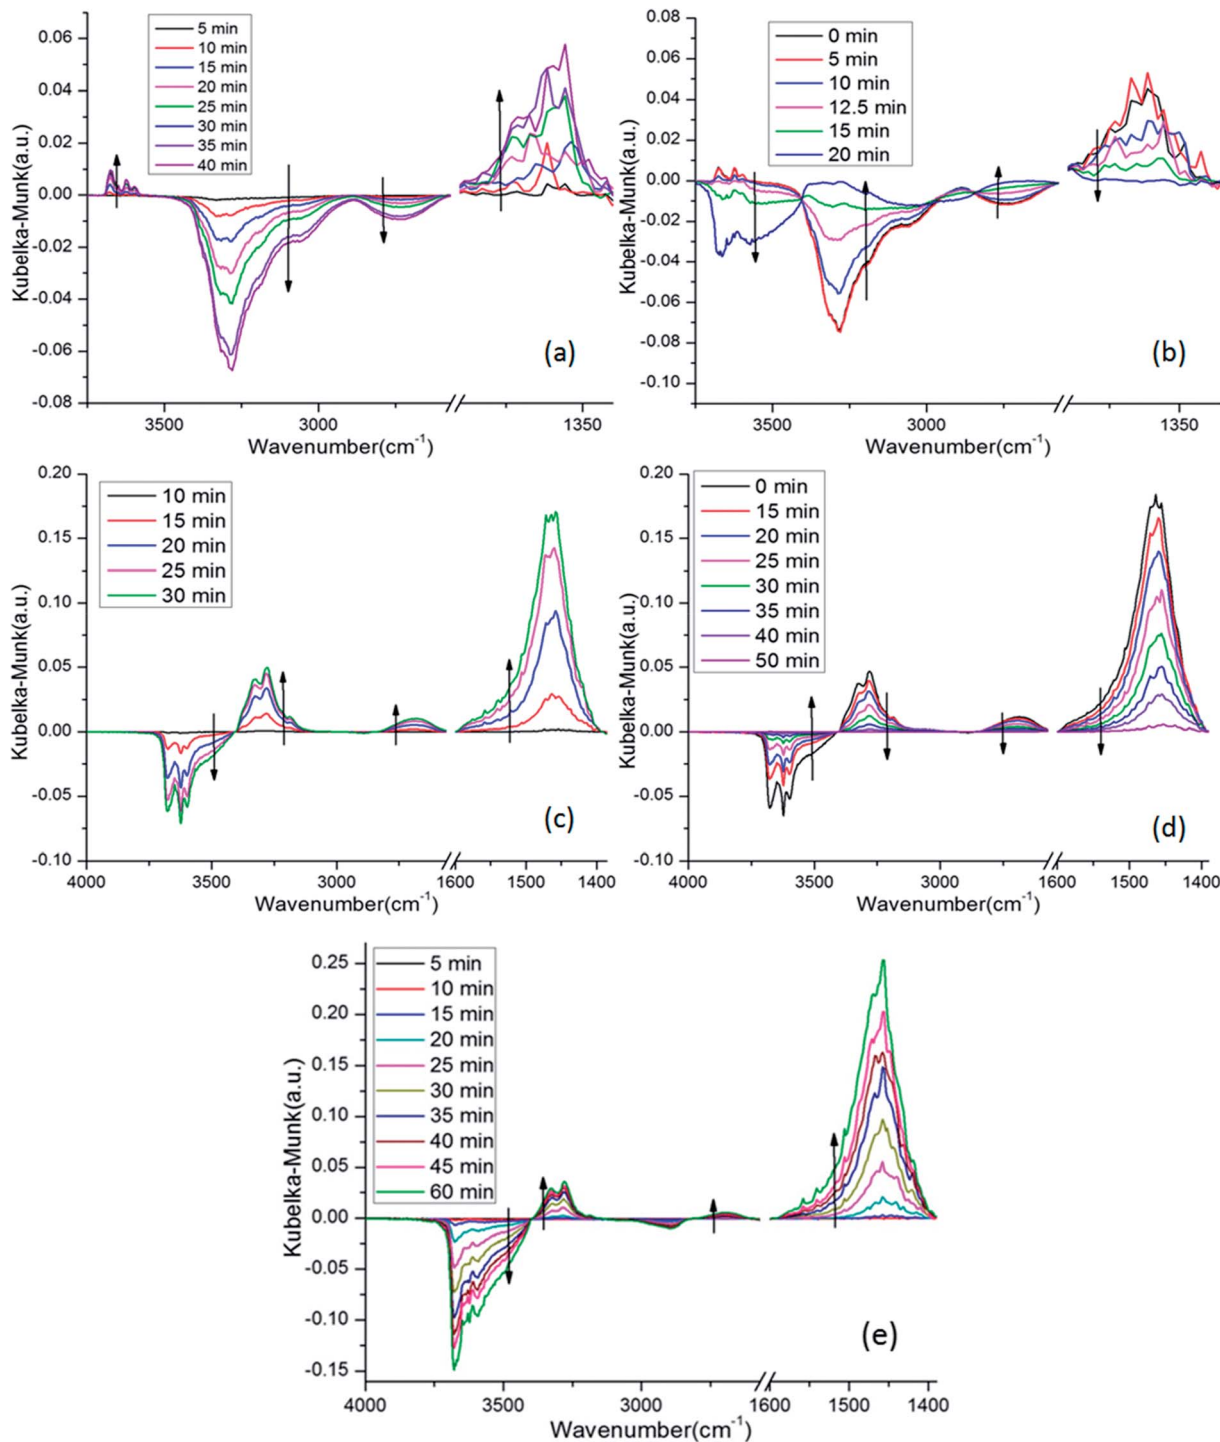 0.06
0.04
0.02
0.00
-0.02
-0.04
-0.06
-0.08
Kubelka-Munk(a.u.)
5 min
10 min
15 min
20 min
25 min
30 min
35 min
40 min
(a)
3500
3000
1350
Wavenumber(cm-1)
0.08
0.06
0.04
0.02
0.00
-0.02
-0.04
-0.06
-0.08
-0.10
Kubelka-Munk(a.u.)
0 min
5 min
10 min
12.5 min
15 min
20 min
(b)
3500
3000
1350
Wavenumber(cm-1)
0.20
0.15
0.10
0.05
0.00
-0.05
-0.10
Kubelka-Munk(a.u.)
10 min
15 min
20 min
25 min
30 min
(c)
4000
3500
3000
1600
1500
1400
Wavenumber(cm-1)
0.20
0.15
0.10
0.05
0.00
-0.05
-0.10
Kubelka-Munk(a.u.)
0 min
15 min
20 min
25 min
30 min
35 min
40 min
50 min
(d)
4000
3500
3000
1600
1500
1400
Wavenumber(cm-1)
0.25
0.20
0.15
0.10
0.05
0.00
-0.05
-0.10
-0.15
Kubelka-Munk(a.u.)
5 min
10 min
15 min
20 min
25 min
30 min
35 min
40 min
45 min
60 min
(e)
4000
3500
3000
1600
1500
1400
Wavenumber(cm-1)